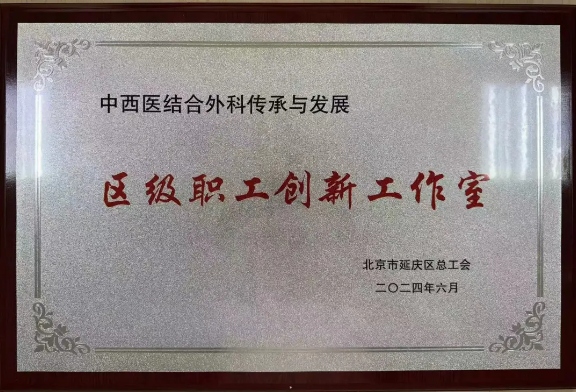 中西医结合外科传承与发展
区级职工创新工作室
北京市延庆区总工会
二〇二四年六月